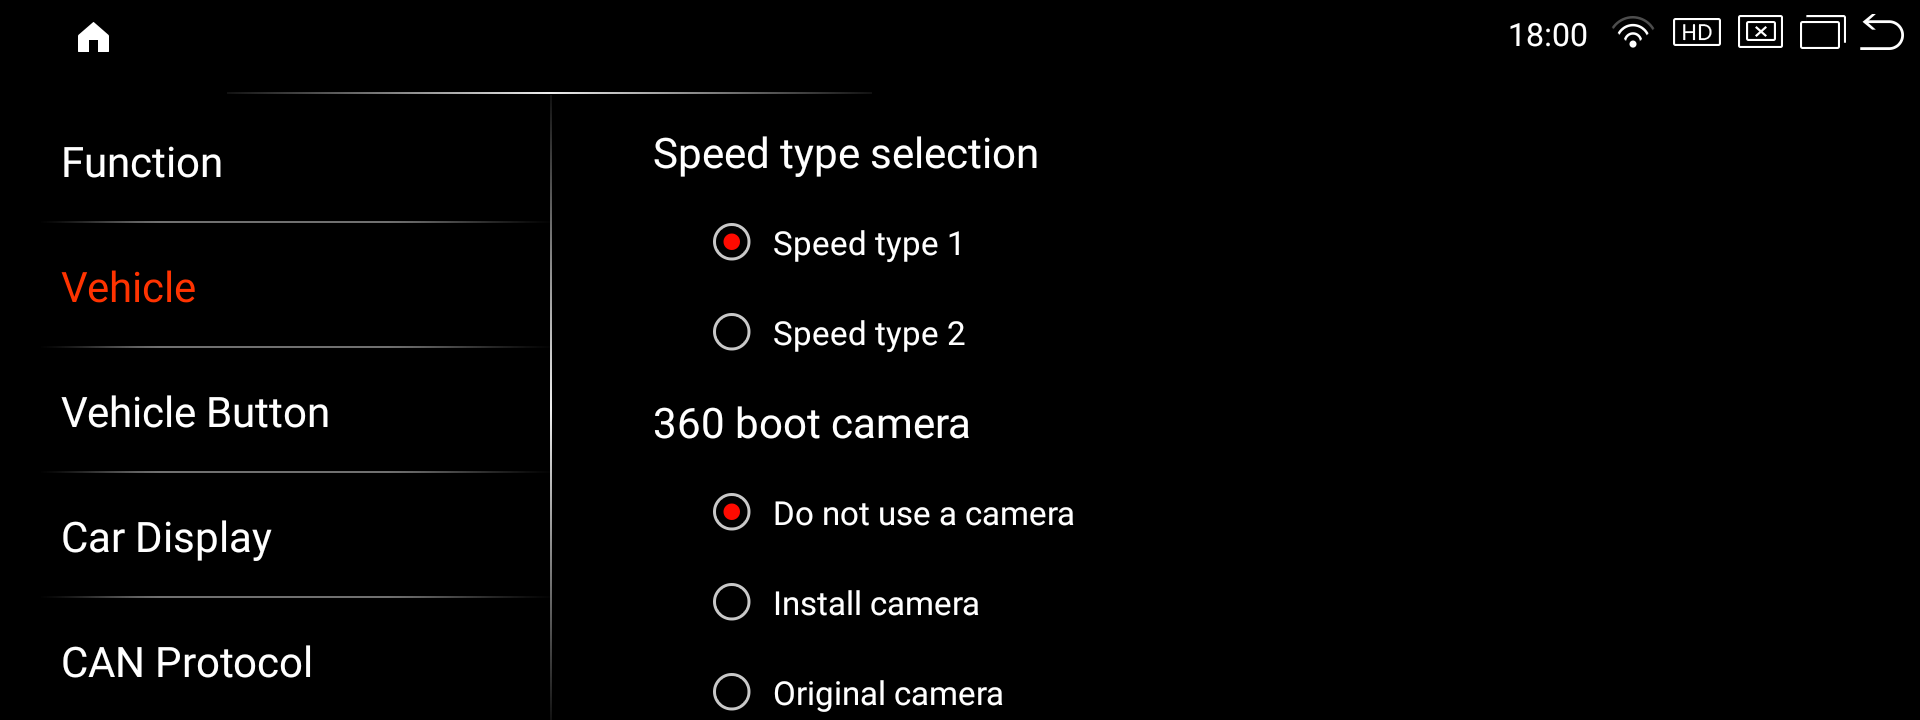 18:00
HD
Function
Vehicle
Vehicle Button
Car Display
CAN Protocol
Speed type selection
Speed type 1
Speed type 2
360 boot camera
Do not use a camera
Install camera
Original camera